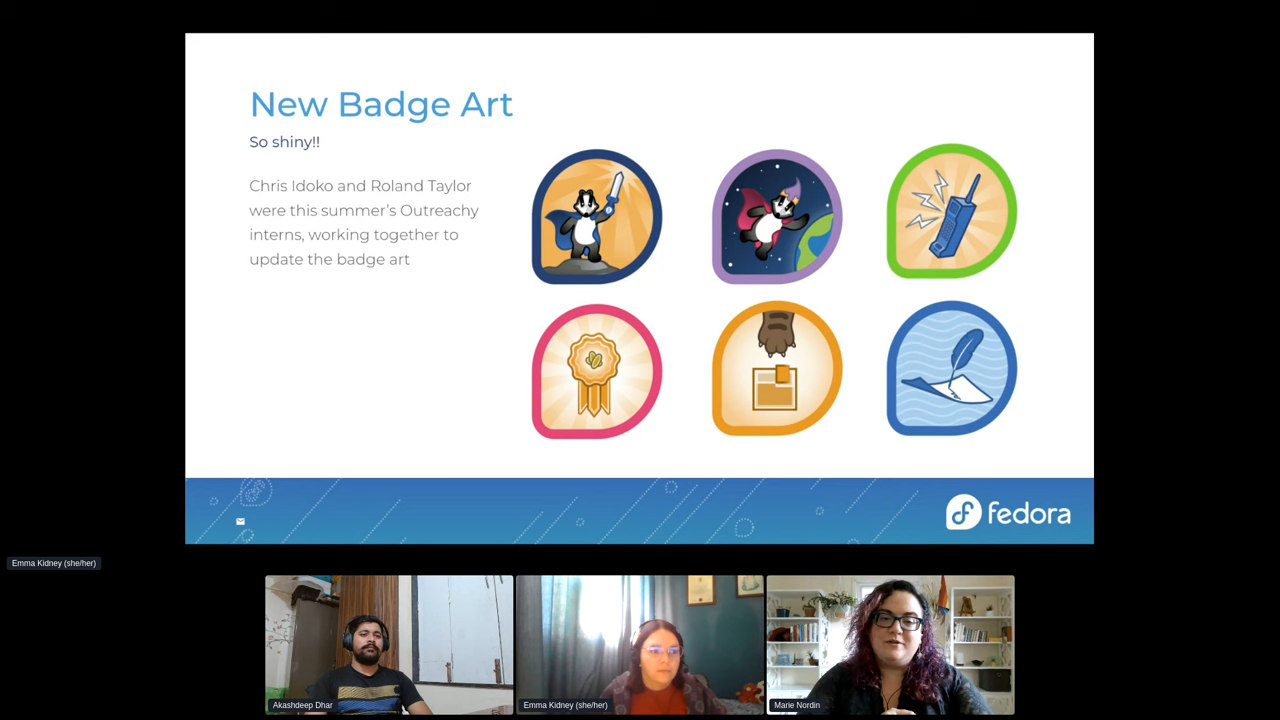 New Badge Art
So shiny!!
Chris Idoko and Roland Taylor
were this summer’s Outreachy
interns, working together to
update the badge art
fedora
Emma Kidney (she/her)
Akashdeep Dhar
Emma Kidney (she/her)
Marie Nordin